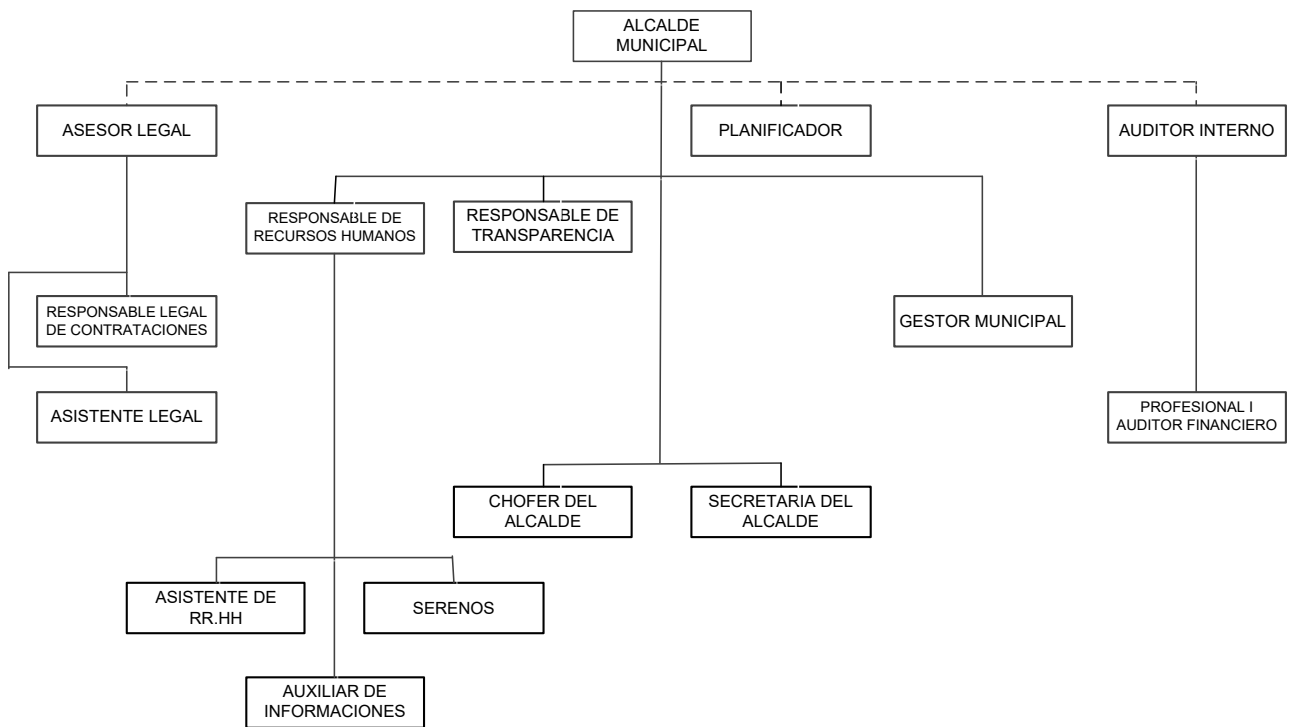 ALCALDE
MUNICIPAL
ASESOR LEGAL
PLANIFICADOR
AUDITOR INTERNO
RESPONSABLE DE
RECURSOS HUMANOS
RESPONSABLE DE
TRANSPARENCIA
RESPONSABLE LEGAL
DE CONTRATACIONES
GESTOR MUNICIPAL
ASISTENTE LEGAL
PROFESIONAL I
AUDITOR FINANCIERO
CHOFER DEL
ALCALDE
SECRETARIA DEL
ALCALDE
ASISTENTE DE
RR.HH
SERENOS
AUXILIAR DE
INFORMACIONES